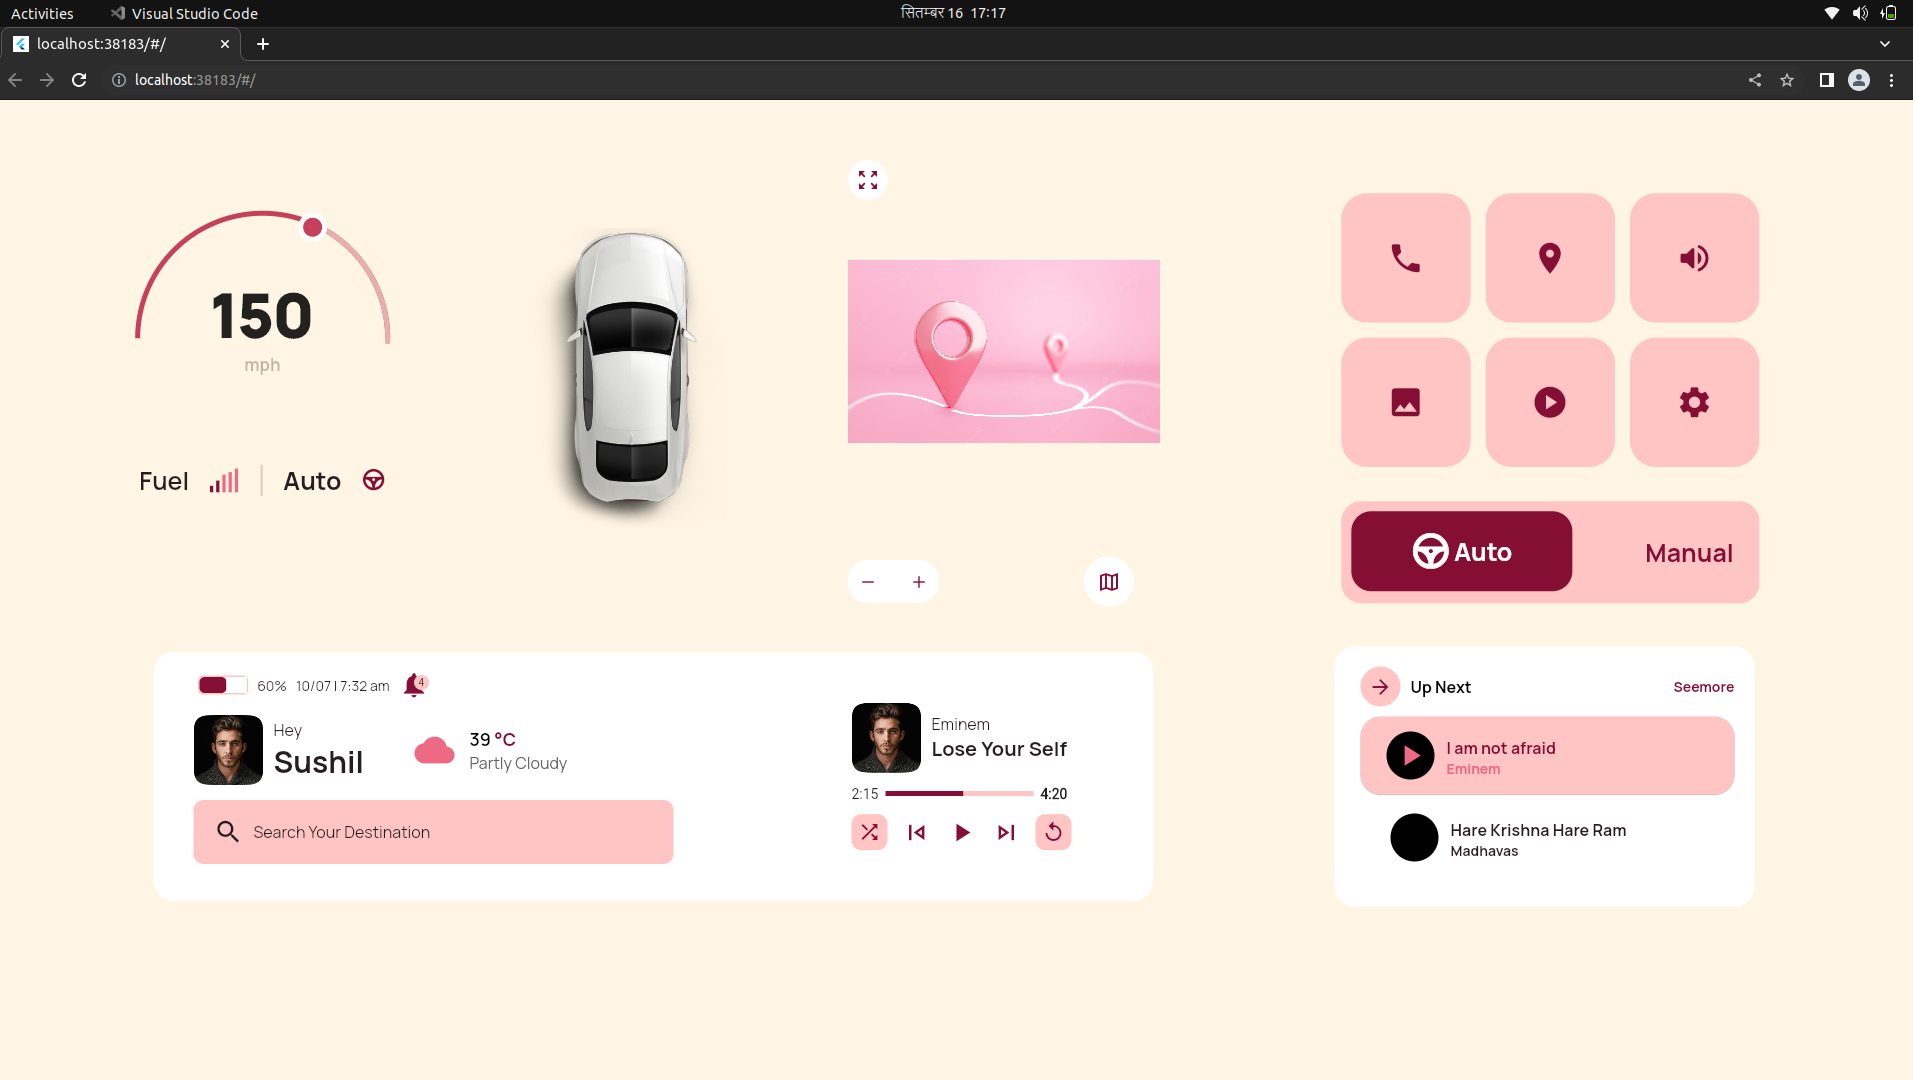 Activities
Visual Studio Code
सितम्बर 16 17:17
localhost:38183/#/
localhost:38183/#/
150
mph
Fuel
Auto
Auto
Manual
60% 10/07 | 7:32 am
4
Hey
Sushil
39 °C
Partly Cloudy
Search Your Destination
Eminem
Lose Your Self
2:15
4:20
Up Next
Seemore
I am not afraid
Eminem
Hare Krishna Hare Ram
Madhavas